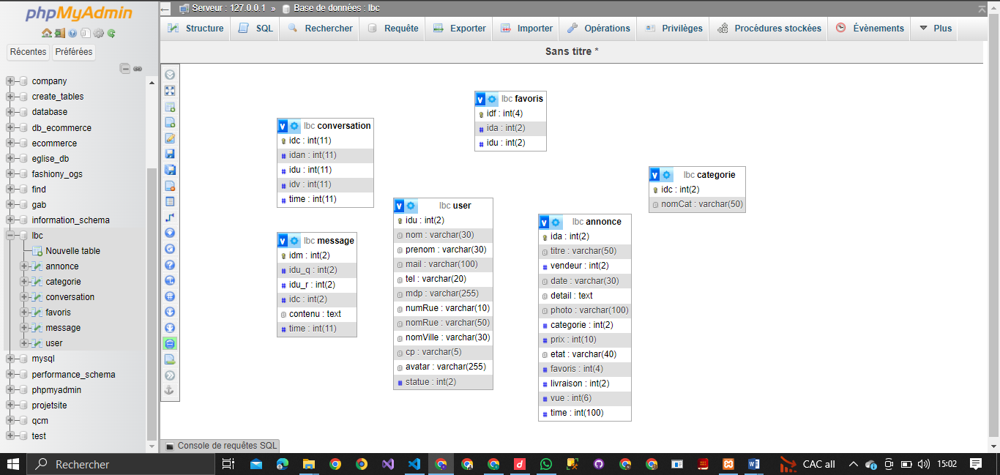 phpMyAdmin
Récentes Préférées
company
create_tables
database
db_ecommerce
ecommerce
eglise_db
fashiony_ogs
find
gab
information_schema
lbc
Nouvelle table
annonce
categorie
conversation
favoris
message
user
mysql
performance_schema
phpmyadmin
projetsite
qcm
test
Serveur : 127.0.0.1 » Base de données : lbc
Structure SQL Rechercher Requête Exporter Importer Opérations Privilèges Procédures stockées Évènements Plus
Sans titre *
lbc conversation
idc : int(11)
idan : int(11)
idu : int(11)
idv : int(11)
time : int(11)
lbc message
idm : int(2)
idu_q : int(2)
idu_r : int(2)
idc : int(2)
contenu : text
time : int(11)
lbc user
idu : int(2)
nom : varchar(30)
prenom : varchar(30)
mail : varchar(100)
tel : varchar(20)
mdp : varchar(255)
numRue : varchar(10)
nomRue : varchar(50)
nomVille : varchar(30)
cp : varchar(5)
avatar : varchar(255)
statue : int(2)
lbc favoris
idf : int(4)
ida : int(2)
idu : int(2)
lbc annonce
ida : int(2)
titre : varchar(50)
vendeur : int(2)
date : varchar(30)
detail : text
photo : varchar(100)
categorie : int(2)
prix : int(10)
etat : varchar(40)
favoris : int(4)
livraison : int(2)
vue : int(6)
time : int(100)
lbc categorie
idc : int(2)
nomCat : varchar(50)
Console de requêtes SQL
Rechercher
CAC all
15:02